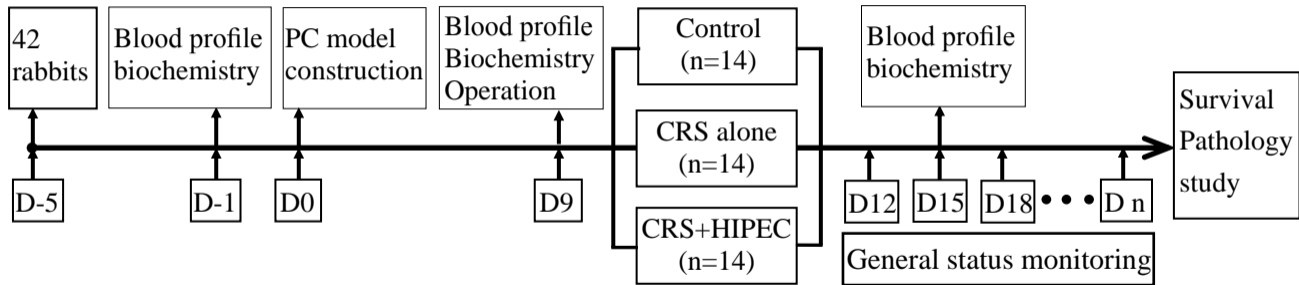 42
rabbits
Blood profile
biochemistry
PC model
construction
Blood profile
Biochemistry
Operation
Control
(n=14)
CRS alone
(n=14)
CRS+HIPEC
(n=14)
Blood profile
biochemistry
Survival
Pathology
study
D-5
D-1
D0
D9
D12
D15
D18
D n
General status monitoring